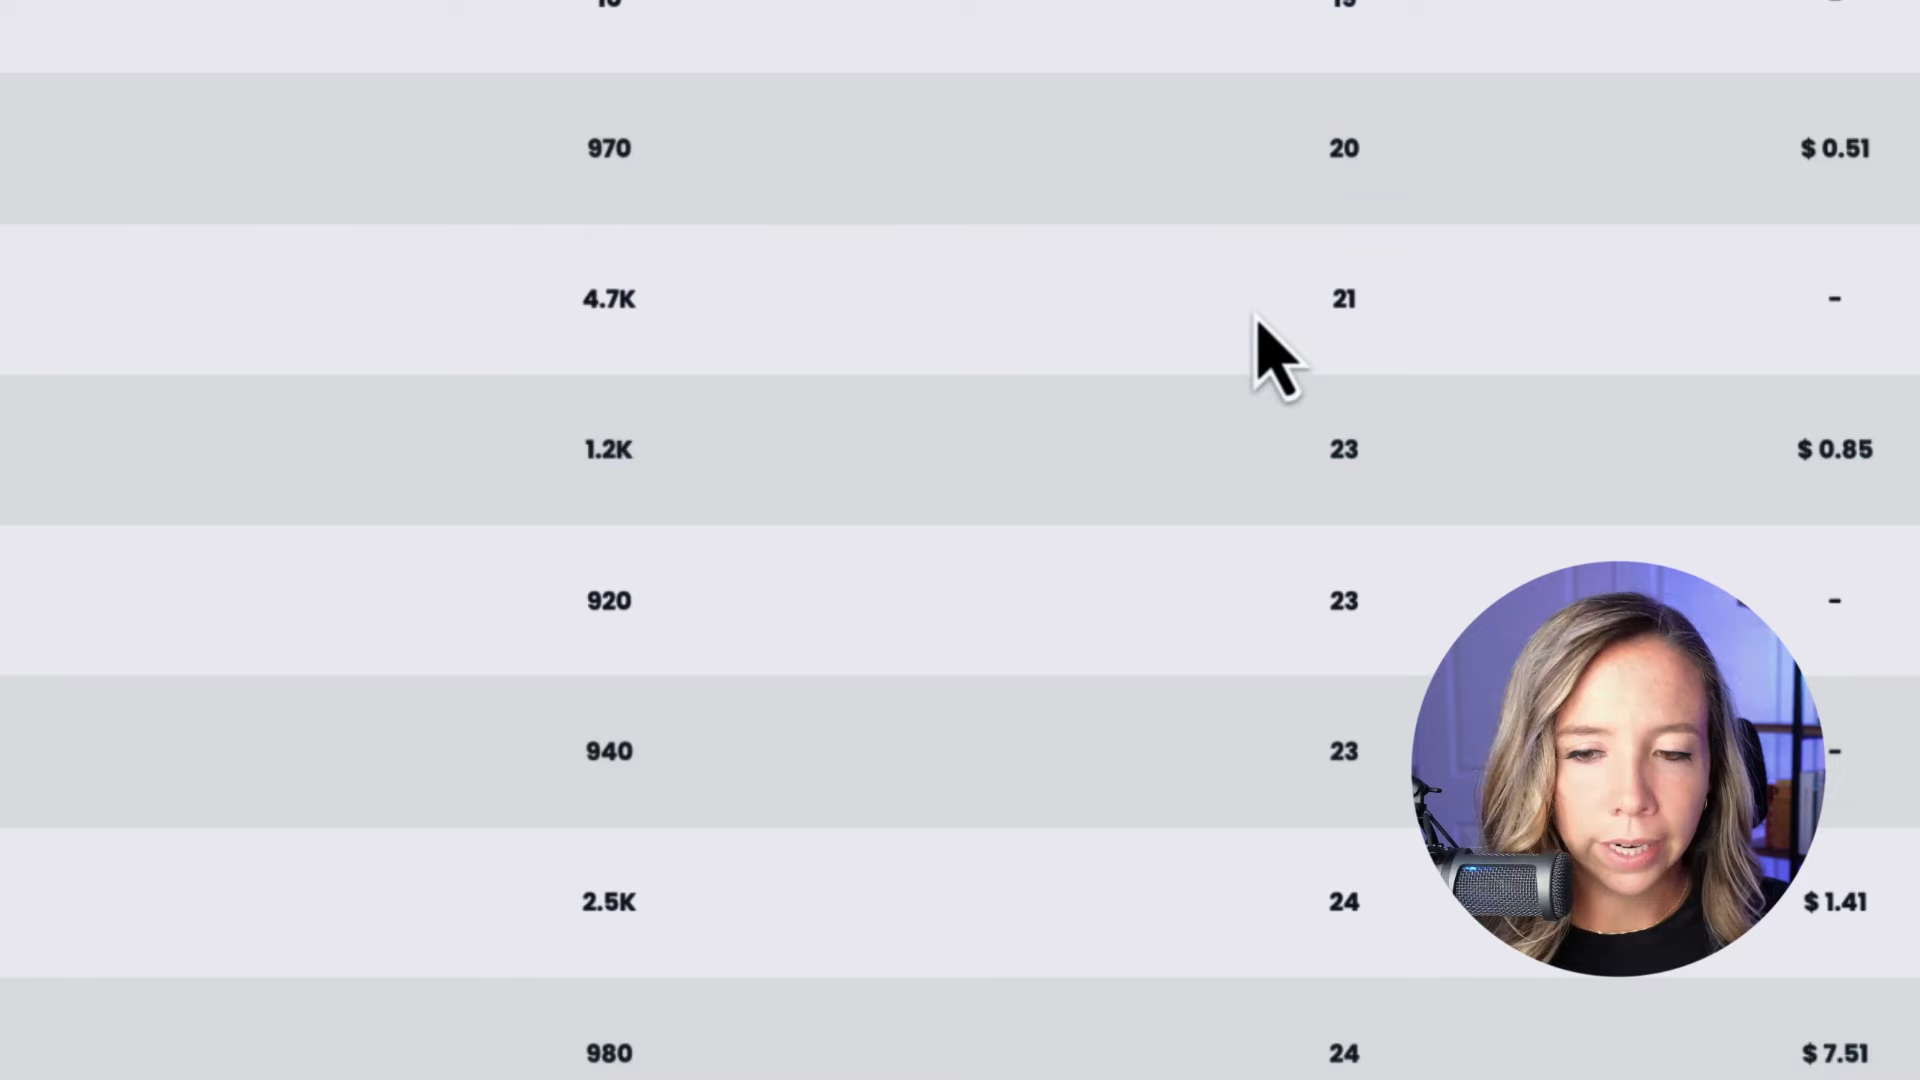 970 20 $ 0.51
4.7K 21 -
1.2K 23 $ 0.85
920 23 -
940 23 -
2.5K 24 $ 1.41
980 24 $ 7.51